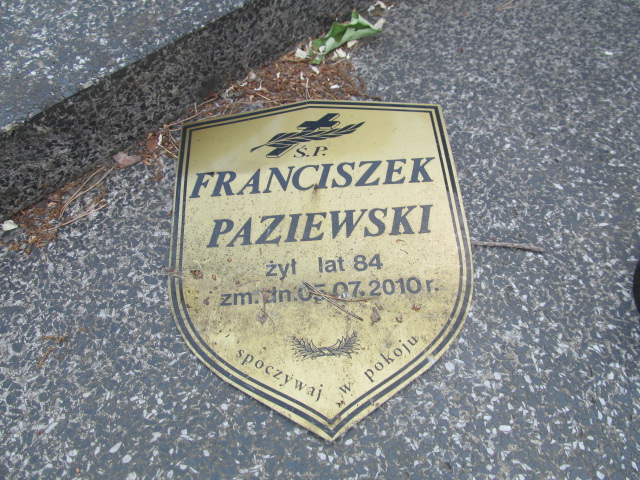 Ś.P.
FRANCISZEK
PAZIEWSKI
żył lat 84
zm. dn. 05.07.2010 r.
spoczywaj w pokoju